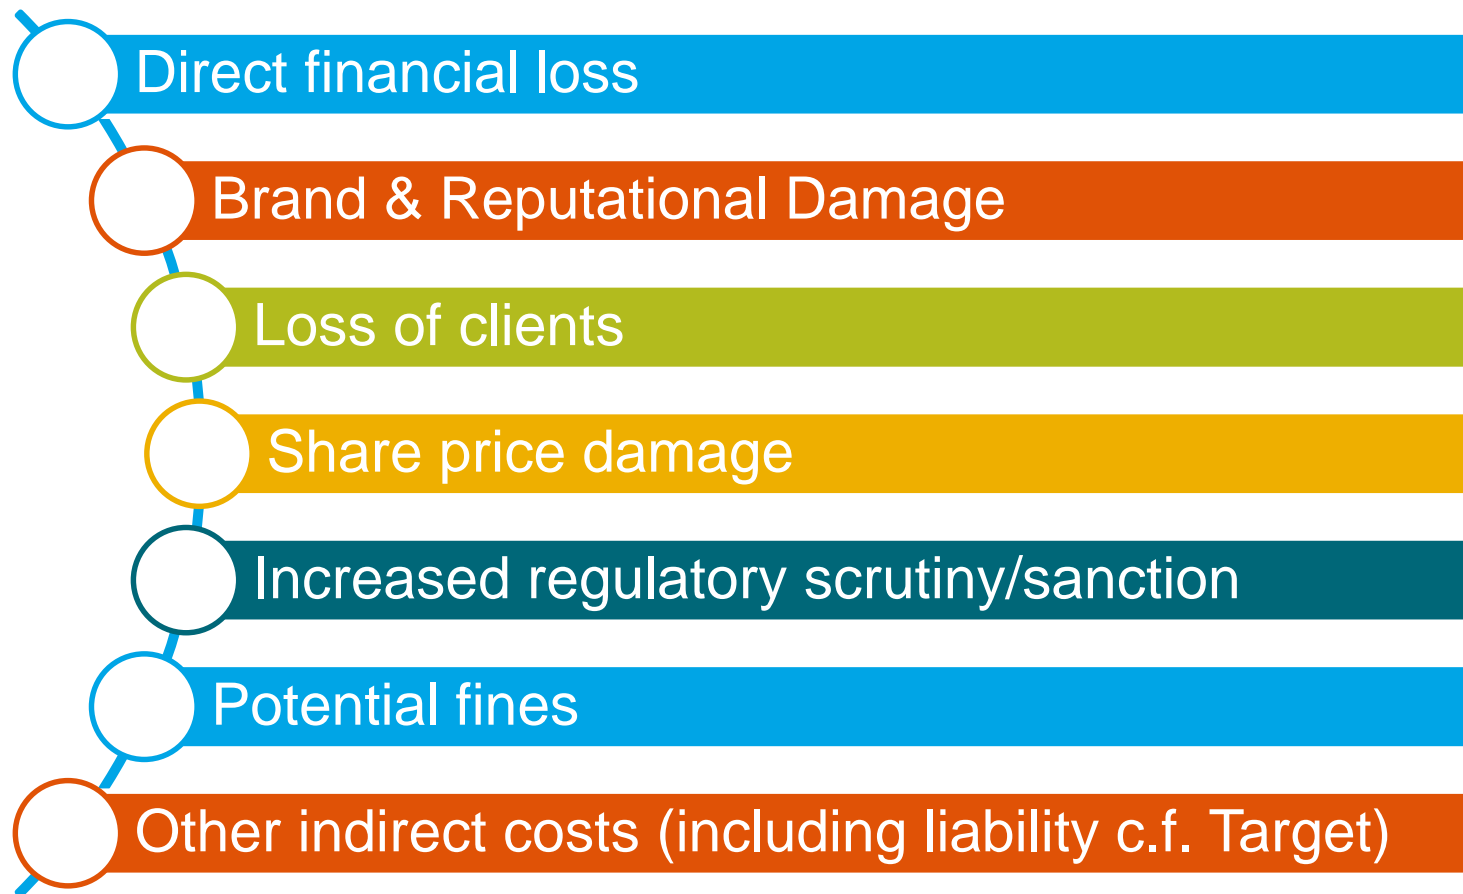 Direct financial loss
Brand & Reputational Damage
Loss of clients
Share price damage
Increased regulatory scrutiny/sanction
Potential fines
Other indirect costs (including liability c.f. Target)